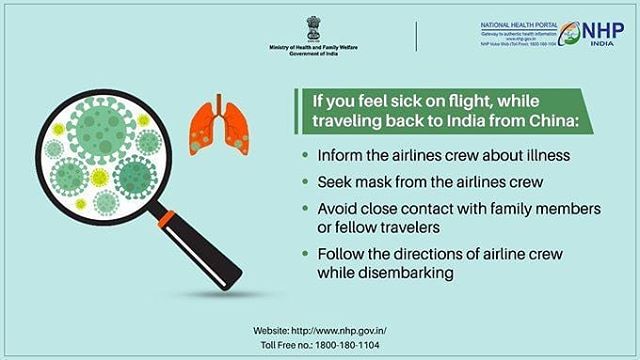 Ministry of Health and Family Welfare
Government of India
NATIONAL HEALTH PORTAL
Gateway to authentic health information
www.nhp.gov.in
NHP Voice Web (Toll Free): 1800-180-1104
NHP
INDIA
If you feel sick on flight, while
traveling back to India from China:
• Inform the airlines crew about illness
• Seek mask from the airlines crew
• Avoid close contact with family members
or fellow travelers
• Follow the directions of airline crew
while disembarking
Website: http://www.nhp.gov.in/
Toll Free no.: 1800-180-1104